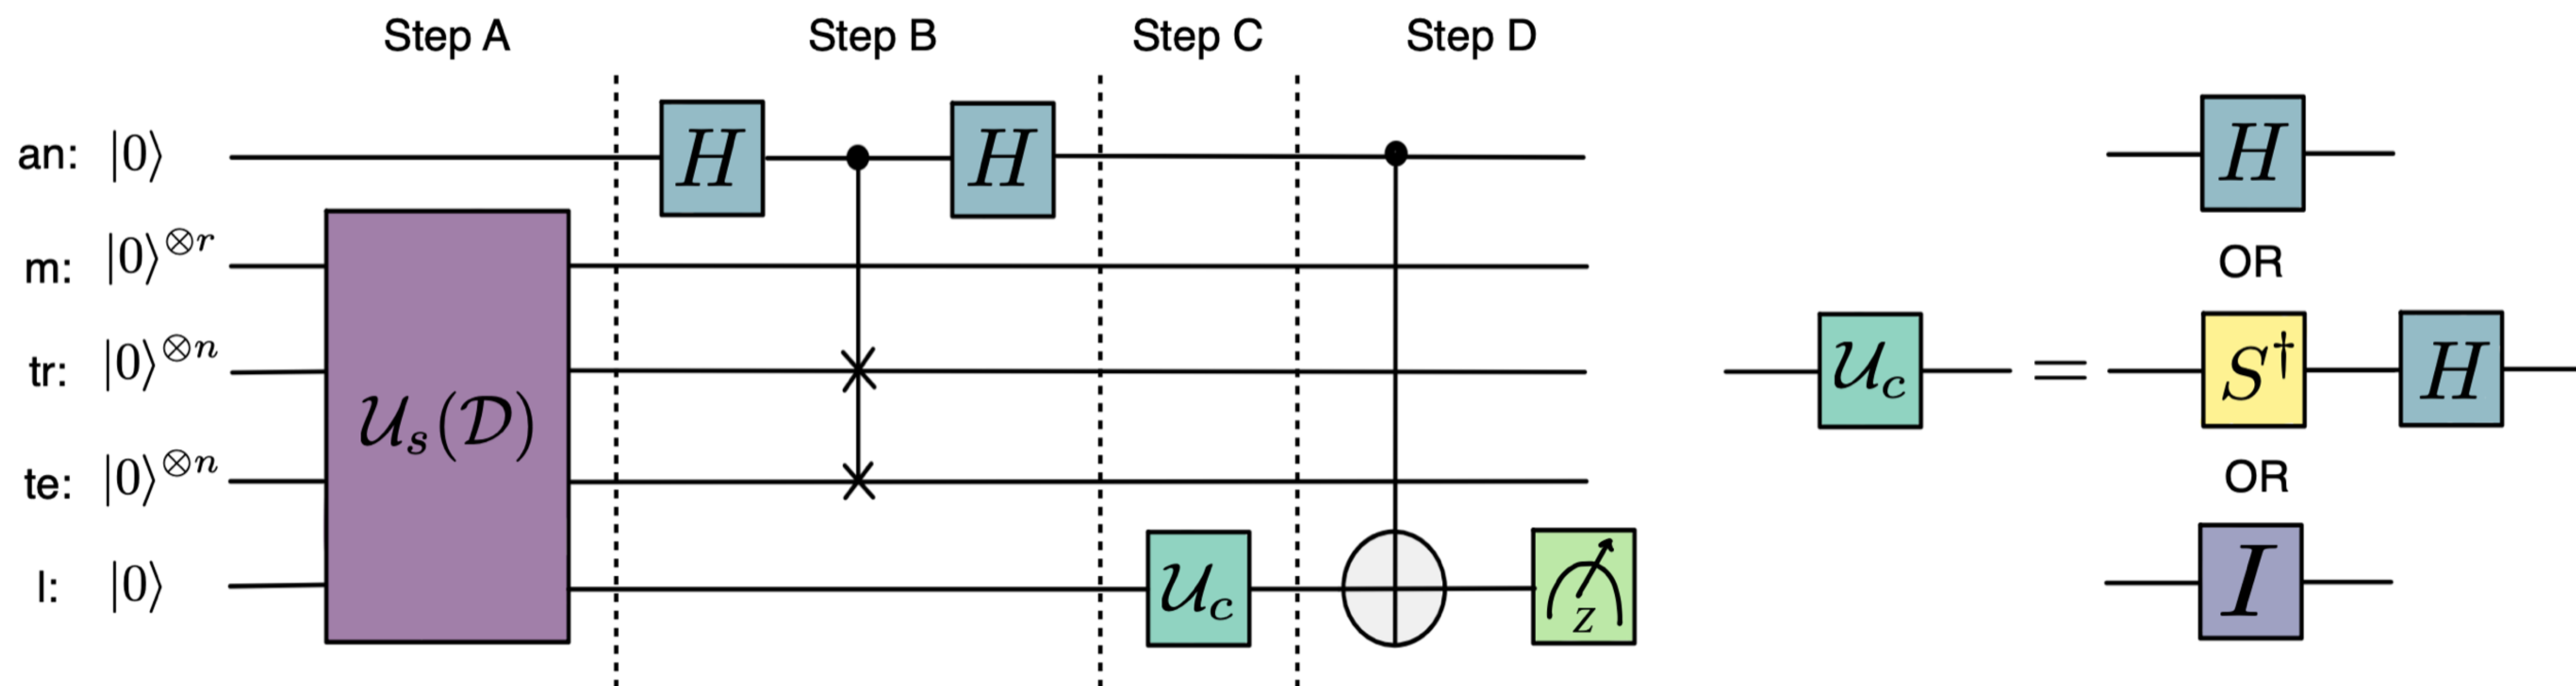 Step A Step B Step C Step D
an: |0⟩ H H H
m: |0⟩⊗r OR
tr: |0⟩⊗n 𝒰s(𝒟) 𝒰c = S† H
te: |0⟩⊗n OR
l: |0⟩ 𝒰c z I